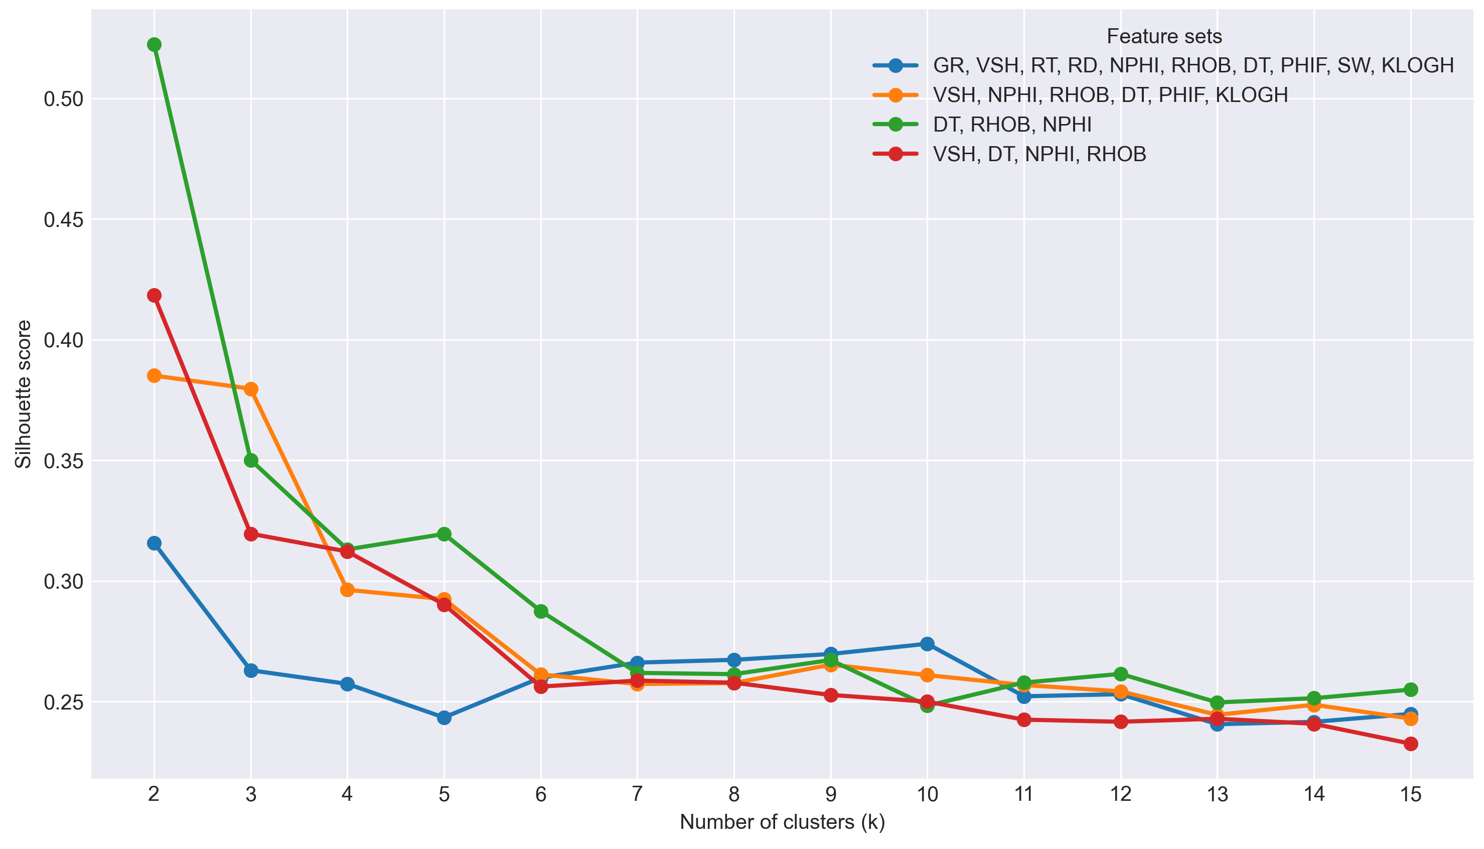 Feature sets
GR, VSH, RT, RD, NPHI, RHOB, DT, PHIF, SW, KLOGH
VSH, NPHI, RHOB, DT, PHIF, KLOGH
DT, RHOB, NPHI
VSH, DT, NPHI, RHOB
0.50
0.45
0.40
0.35
0.30
0.25
Silhouette score
2 3 4 5 6 7 8 9 10 11 12 13 14 15
Number of clusters (k)